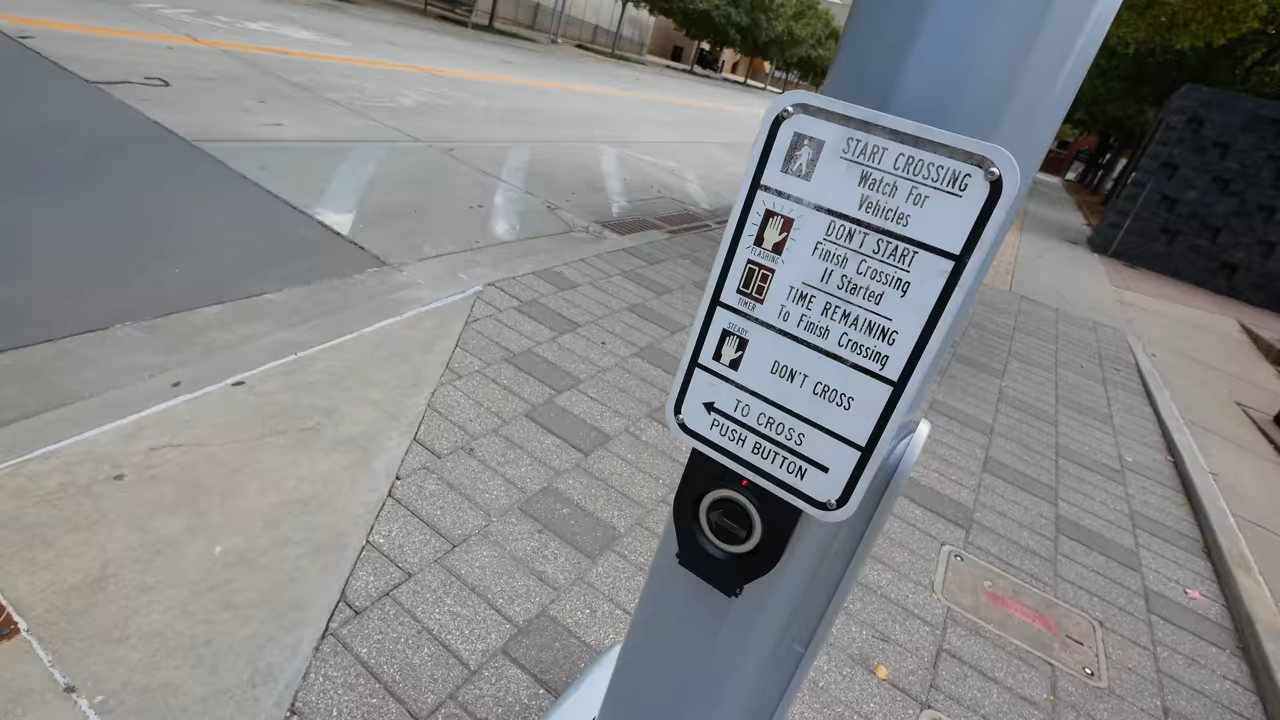 START CROSSING
Watch For
Vehicles
FLASHING
DON'T START
Finish Crossing
If Started
08
TIMER
TIME REMAINING
To Finish Crossing
STEADY
DON'T CROSS
TO CROSS
PUSH BUTTON